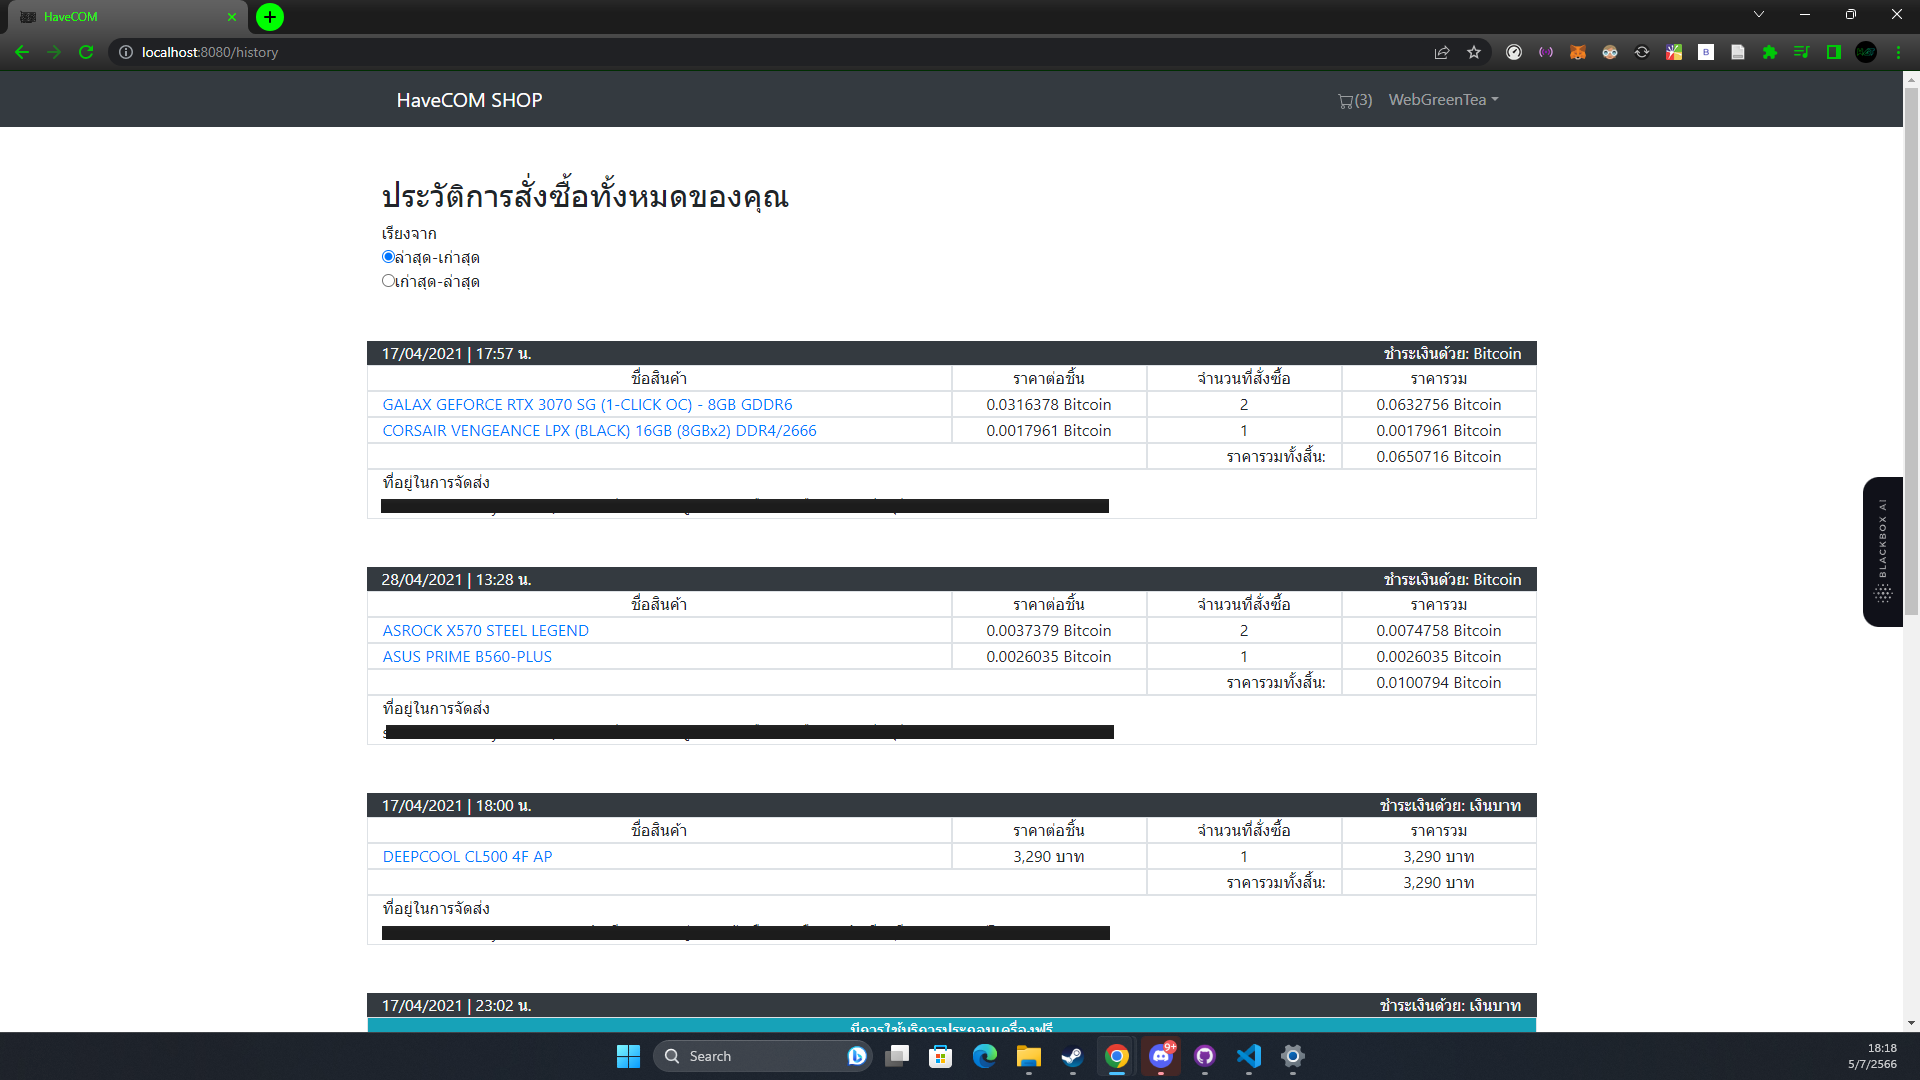 HaveCOM
localhost:8080/history
HaveCOM SHOP
(3) WebGreenTea
ประวัติการสั่งซื้อทั้งหมดของคุณ
เรียงจาก
ล่าสุด-เก่าสุด
เก่าสุด-ล่าสุด
17/04/2021 | 17:57 น. ชำระเงินด้วย: Bitcoin
ชื่อสินค้า ราคาต่อชิ้น จำนวนที่สั่งซื้อ ราคารวม
GALAX GEFORCE RTX 3070 SG (1-CLICK OC) - 8GB GDDR6 0.0316378 Bitcoin 2 0.0632756 Bitcoin
CORSAIR VENGEANCE LPX (BLACK) 16GB (8GBx2) DDR4/2666 0.0017961 Bitcoin 1 0.0017961 Bitcoin
ราคารวมทั้งสิ้น: 0.0650716 Bitcoin
ที่อยู่ในการจัดส่ง
28/04/2021 | 13:28 น. ชำระเงินด้วย: Bitcoin
ชื่อสินค้า ราคาต่อชิ้น จำนวนที่สั่งซื้อ ราคารวม
ASROCK X570 STEEL LEGEND 0.0037379 Bitcoin 2 0.0074758 Bitcoin
ASUS PRIME B560-PLUS 0.0026035 Bitcoin 1 0.0026035 Bitcoin
ราคารวมทั้งสิ้น: 0.0100794 Bitcoin
ที่อยู่ในการจัดส่ง
17/04/2021 | 18:00 น. ชำระเงินด้วย: เงินบาท
ชื่อสินค้า ราคาต่อชิ้น จำนวนที่สั่งซื้อ ราคารวม
DEEPCOOL CL500 4F AP 3,290 บาท 1 3,290 บาท
ราคารวมทั้งสิ้น: 3,290 บาท
ที่อยู่ในการจัดส่ง
17/04/2021 | 23:02 น. ชำระเงินด้วย: เงินบาท
มีการใช้บริการประกอบเครื่องฟรี
BLACKBOX AI
Search
9+
18:18
5/7/2566